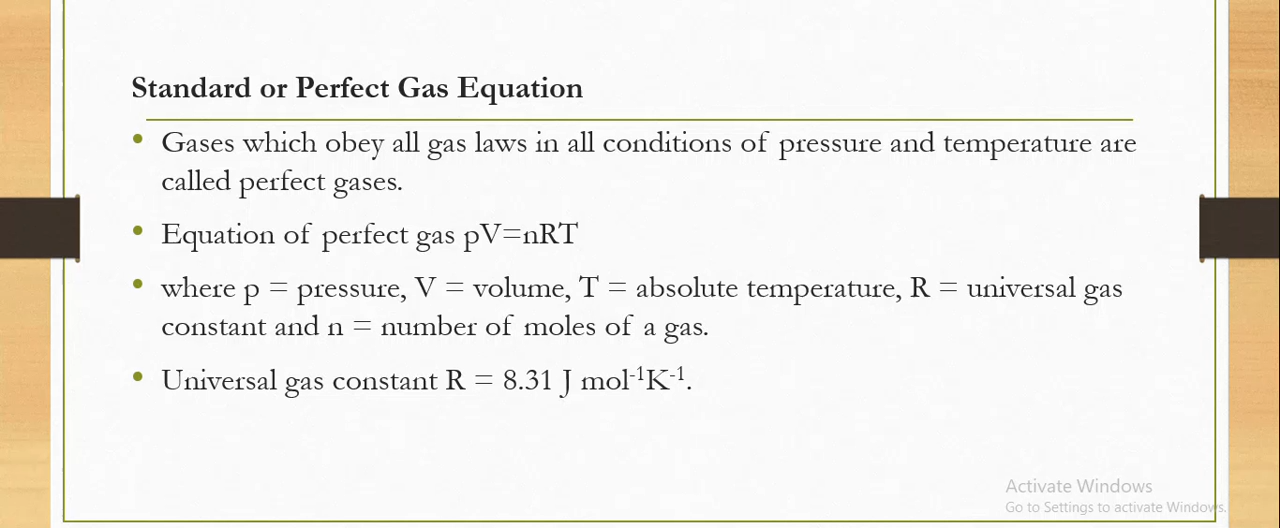 Standard or Perfect Gas Equation
• Gases which obey all gas laws in all conditions of pressure and temperature are
called perfect gases.
• Equation of perfect gas pV=nRT
• where p = pressure, V = volume, T = absolute temperature, R = universal gas
constant and n = number of moles of a gas.
• Universal gas constant R = 8.31 J mol⁻¹K⁻¹.
Activate Windows
Go to Settings to activate Windows.